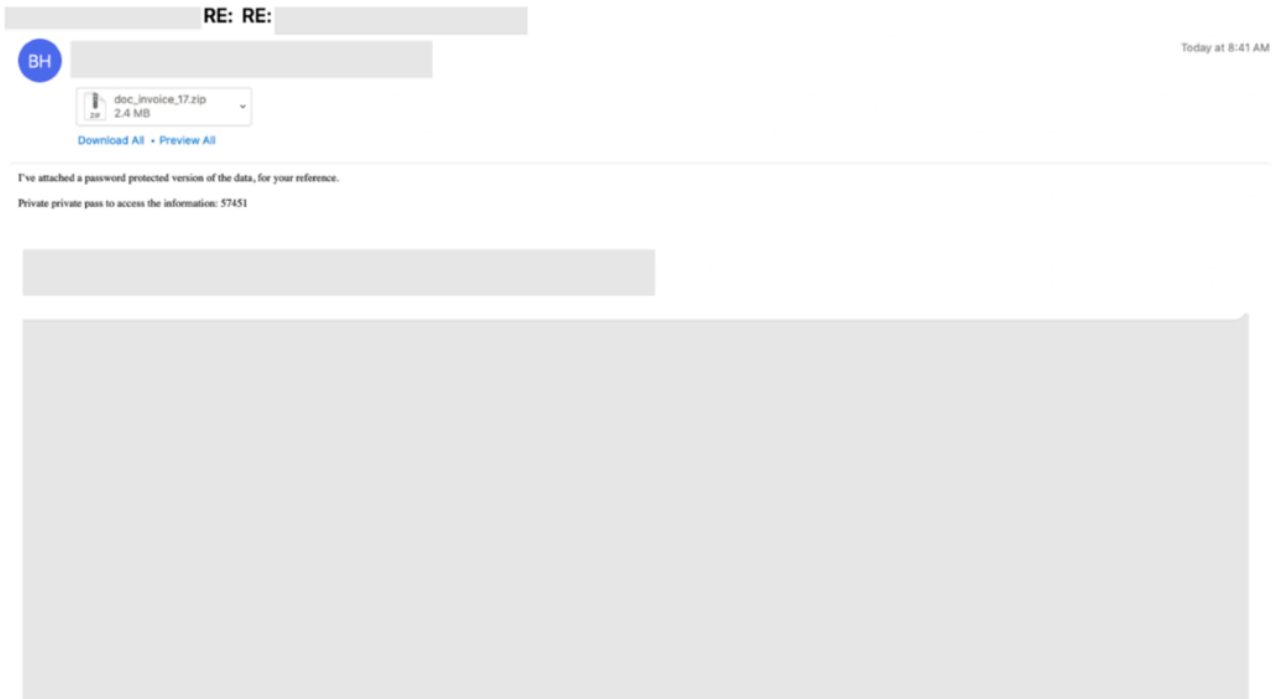 RE: RE:
BH
Today at 8:41 AM
doc_invoice_17.zip
ZIP 2.4 MB
Download All • Preview All
I've attached a password protected version of the data, for your reference.
Private private pass to access the information: 57451